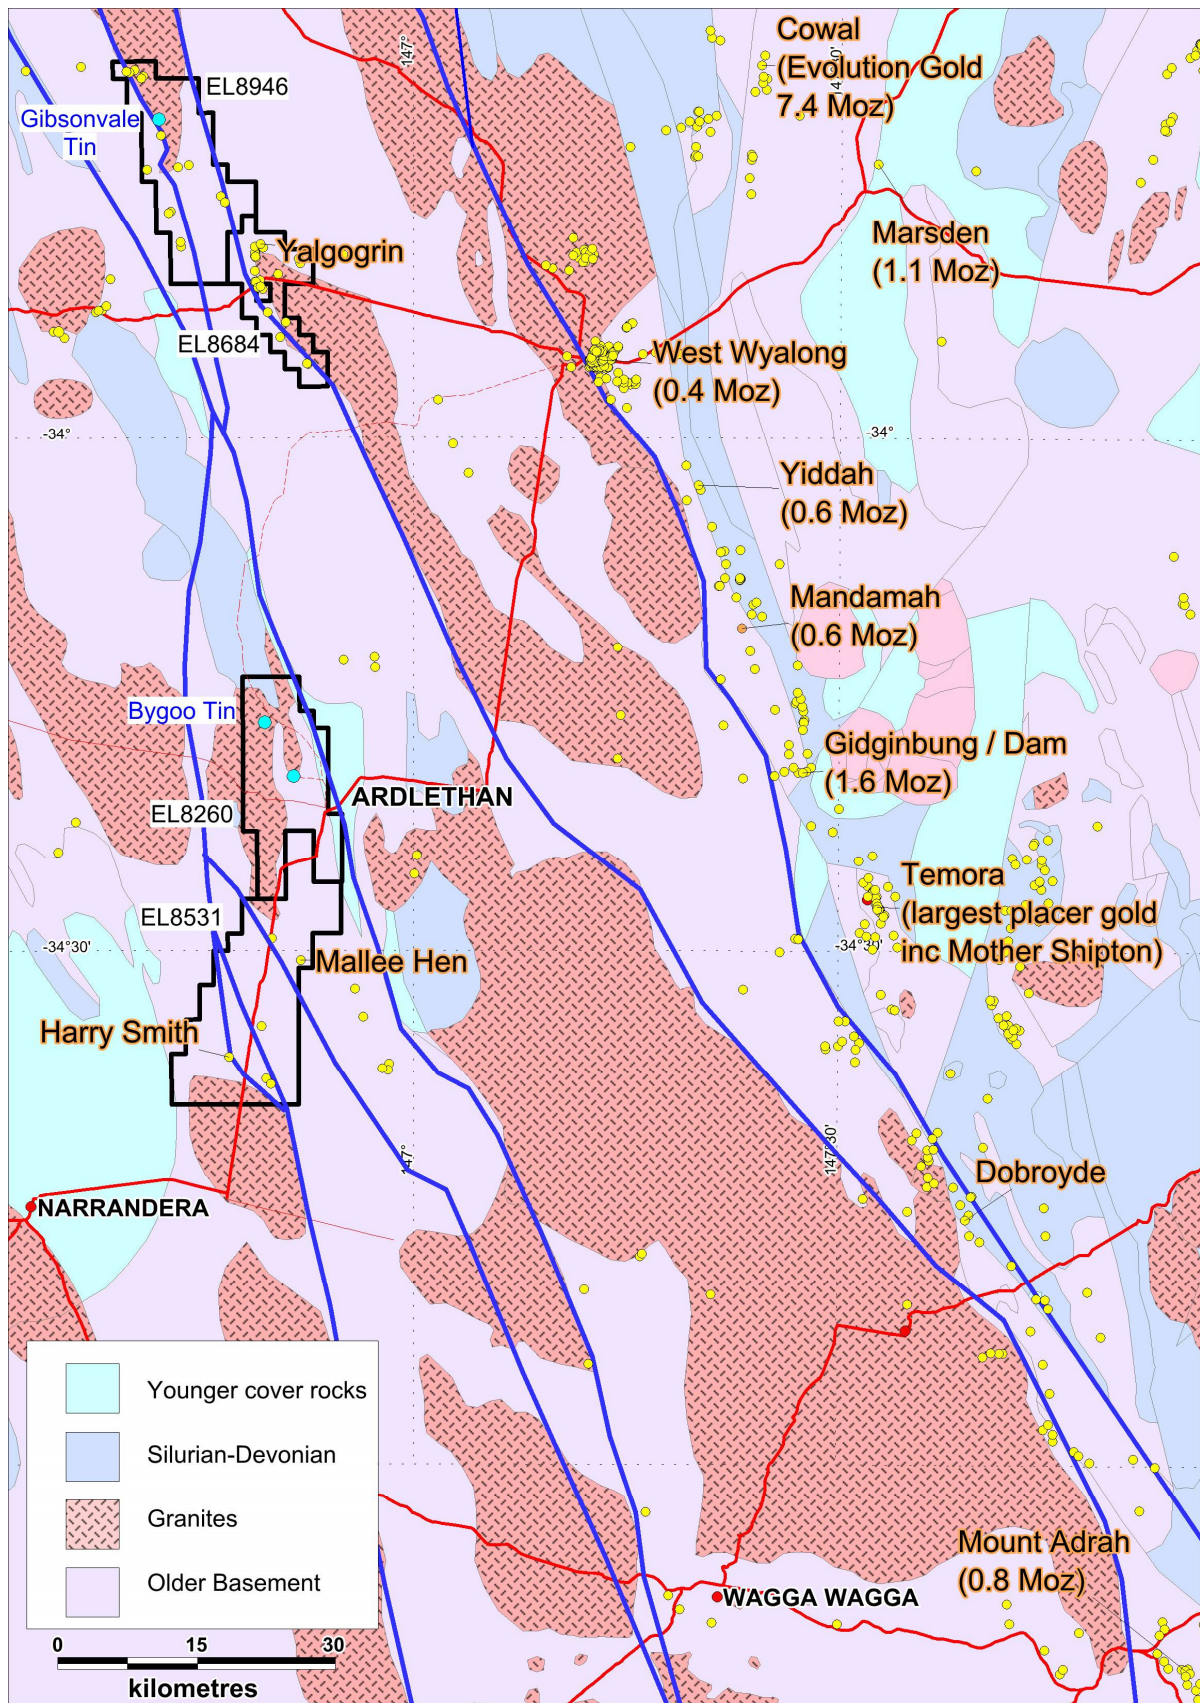 Cowal
(Evolution Gold
7.4 Moz)
147°
EL8946
Gibsonvale
Tin
Marsden
(1.1 Moz)
Yalgogrin
EL8684
West Wyalong
(0.4 Moz)
-34°
-34°
Yiddah
(0.6 Moz)
Mandamah
(0.6 Moz)
Bygoo Tin
Gidginbung / Dam
(1.6 Moz)
ARDLETHAN
EL8260
Temora
(largest placer gold
inc Mother Shipton)
EL8531
-34°30'
-34°30'
Mallee Hen
Harry Smith
147°
147°30'
Dobroyde
NARRANDERA
Younger cover rocks
Silurian-Devonian
Granites
Older Basement
Mount Adrah
(0.8 Moz)
WAGGA WAGGA
0 15 30
kilometres